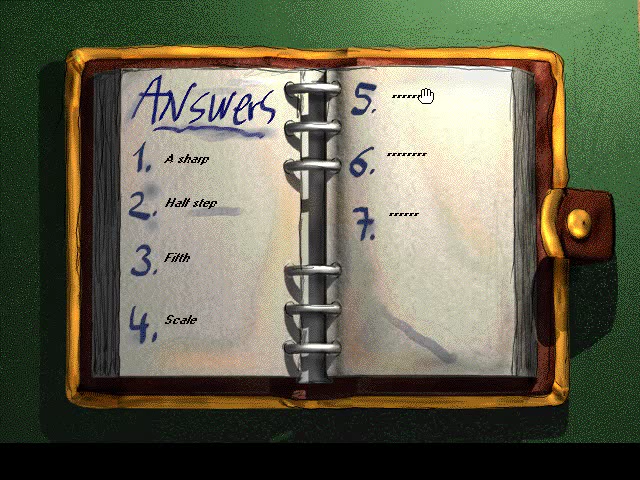 Answers
1. A sharp
2. Half step
3. Fifth
4. Scale
5. -------
6. --------
7. ------